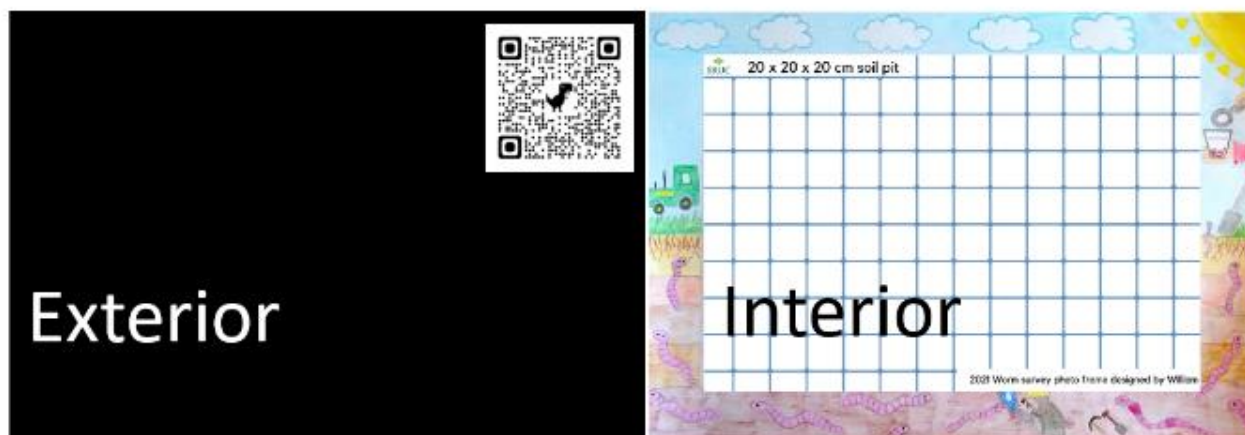 20 x 20 x 20 cm soil pit
Exterior
Interior
2021 Worm survey photo frame designed by William